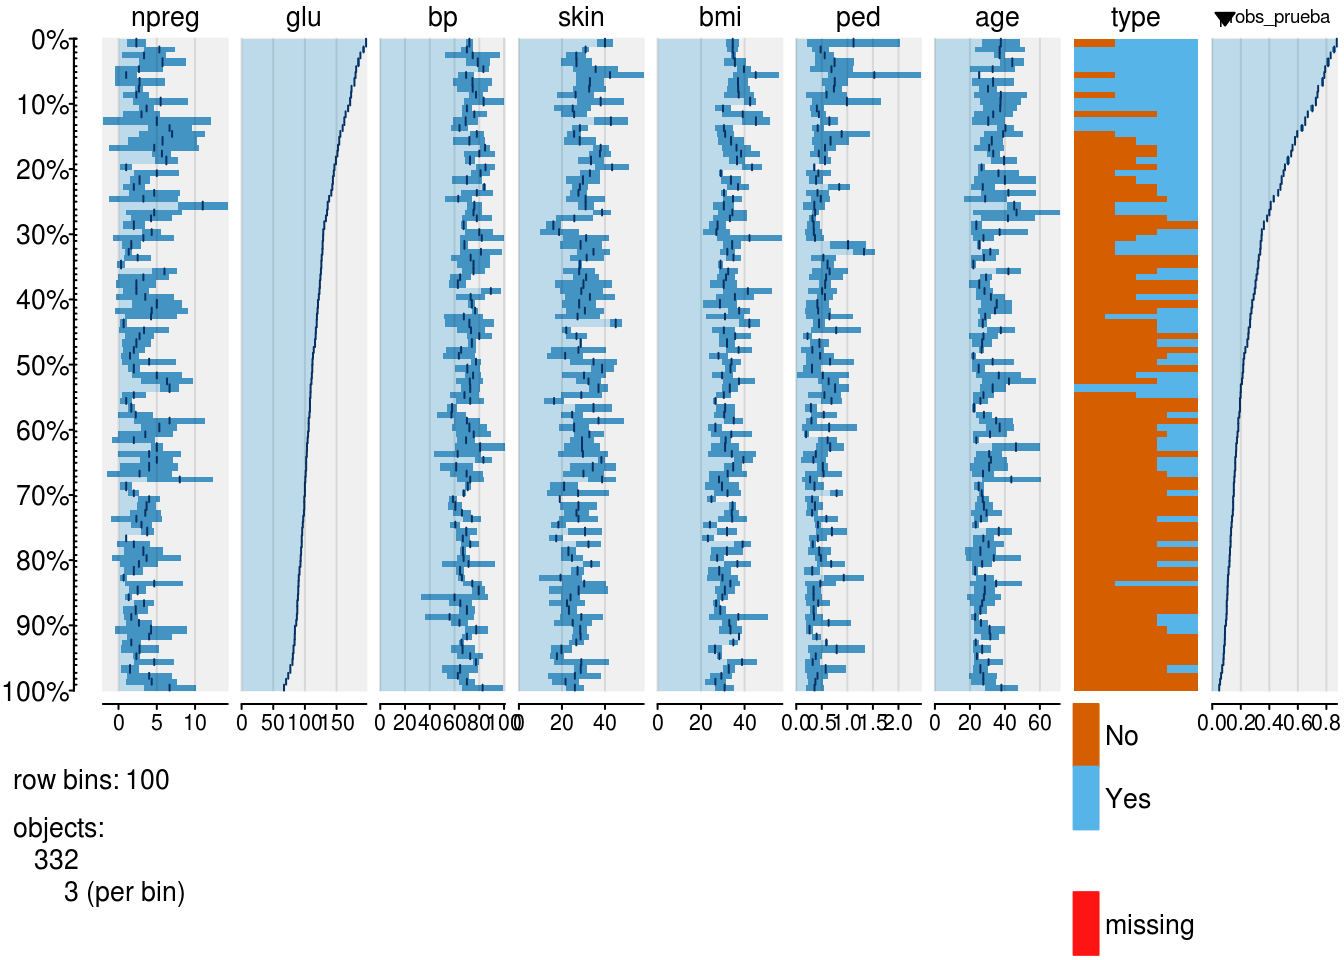 npreg glu bp skin bmi ped age type probs_prueba
0%
10%
20%
30%
40%
50%
60%
70%
80%
90%
100%
0 5 10 0 50 100 150 0 20 40 60 80 100 0 20 40 0 20 40 0.0 0.5 1.0 1.5 2.0 0 20 40 60 0.0 0.2 0.4 0.6 0.8
No
Yes
missing
row bins: 100
objects:
332
3 (per bin)